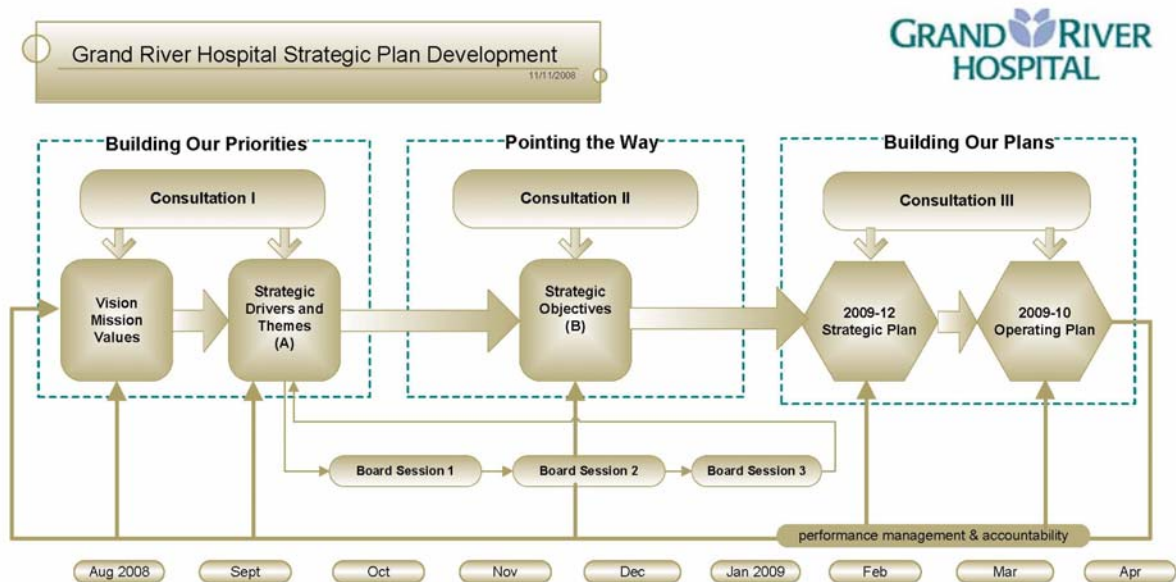 Grand River Hospital Strategic Plan Development
11/11/2008
GRAND RIVER
HOSPITAL
Building Our Priorities
Pointing the Way
Building Our Plans
Consultation I
Consultation II
Consultation III
Vision
Mission
Values
Strategic
Drivers and
Themes
(A)
Strategic
Objectives
(B)
2009-12
Strategic Plan
2009-10
Operating Plan
Board Session 1
Board Session 2
Board Session 3
performance management & accountability
Aug 2008
Sept
Oct
Nov
Dec
Jan 2009
Feb
Mar
Apr